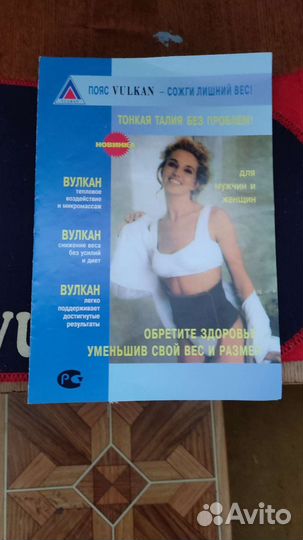 ПОЯС VULKAN – СОЖГИ ЛИШНИЙ ВЕС!
ТОНКАЯ ТАЛИЯ БЕЗ ПРОБЛЕМ!
НОВИНКА
для
мужчин и
женщин
ВУЛКАН
тепловое
воздействие
и микромассаж
ВУЛКАН
снижение веса
без усилий
и диет
ВУЛКАН
легко
поддерживает
достигнутые
результаты
ОБРЕТИТЕ ЗДОРОВЬЕ,
УМЕНЬШИВ СВОЙ ВЕС И РАЗМЕР
VU
Avito